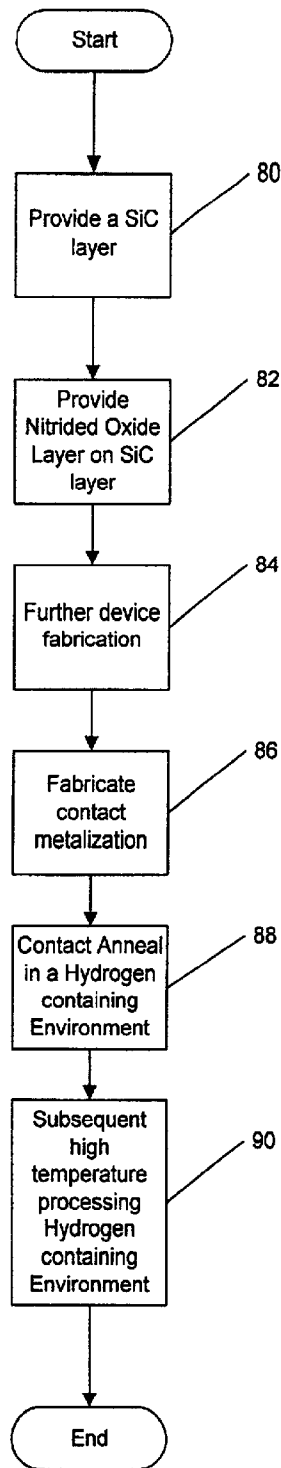 Start
80
Provide a SiC
layer
82
Provide
Nitrided Oxide
Layer on SiC
layer
84
Further device
fabrication
86
Fabricate
contact
metalization
88
Contact Anneal
in a Hydrogen
containing
Environment
90
Subsequent
high
temperature
processing
Hydrogen
containing
Environment
End